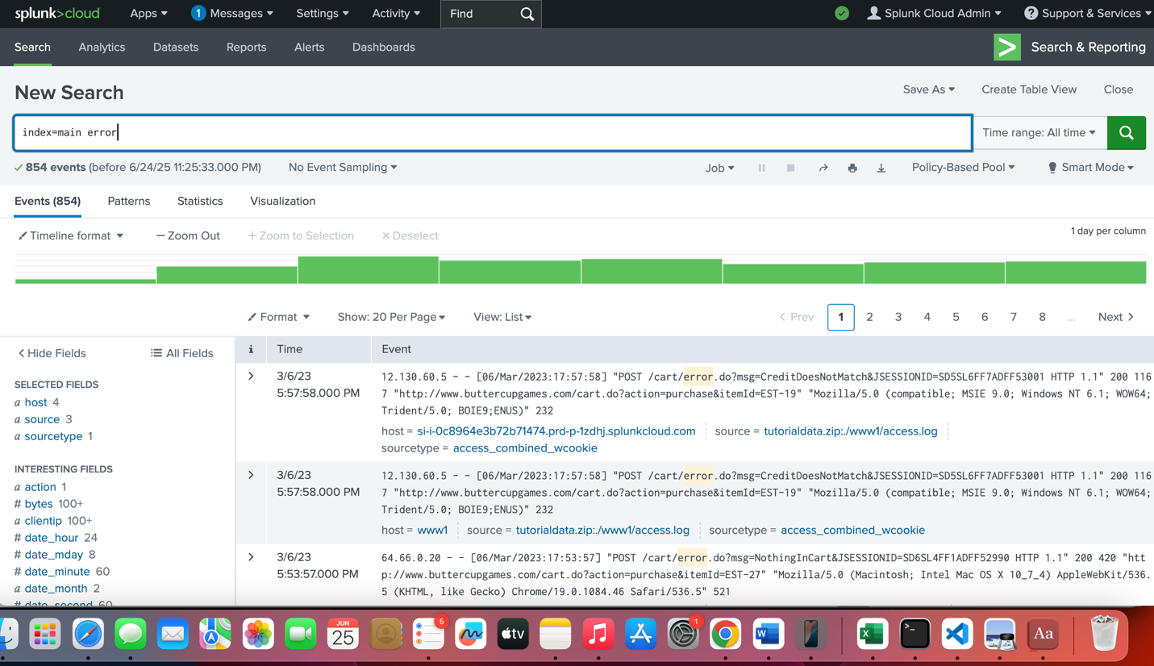 splunk>cloud Apps 1 Messages Settings Activity Find Splunk Cloud Admin ? Support & Services
Search Analytics Datasets Reports Alerts Dashboards > Search & Reporting
New Search Save As Create Table View Close
index=main error Time range: All time
✓ 854 events (before 6/24/25 11:25:33.000 PM) No Event Sampling Job Policy-Based Pool Smart Mode
Events (854) Patterns Statistics Visualization
Timeline format — Zoom Out + Zoom to Selection × Deselect 1 day per column
Format Show: 20 Per Page View: List < Prev 1 2 3 4 5 6 7 8 ... Next >
< Hide Fields All Fields
SELECTED FIELDS
a host 4
a source 3
a sourcetype 1
INTERESTING FIELDS
a action 1
# bytes 100+
a clientip 100+
# date_hour 24
# date_mday 8
# date_minute 60
a date_month 2
# date_second 60
i Time Event
> 3/6/23
5:57:58.000 PM
12.130.60.5 - - [06/Mar/2023:17:57:58] "POST /cart/error.do?msg=CreditDoesNotMatch&JSESSIONID=SD5SL6FF7ADFF53001 HTTP 1.1" 200 116
7 "http://www.buttercupgames.com/cart.do?action=purchase&itemId=EST-19" "Mozilla/5.0 (compatible; MSIE 9.0; Windows NT 6.1; WOW64;
Trident/5.0; BOIE9;ENUS)" 232
host = si-i-0c8964e3b72b71474.prd-p-1zdhj.splunkcloud.com source = tutorialdata.zip:./www1/access.log
sourcetype = access_combined_wcookie
> 3/6/23
5:57:58.000 PM
12.130.60.5 - - [06/Mar/2023:17:57:58] "POST /cart/error.do?msg=CreditDoesNotMatch&JSESSIONID=SD5SL6FF7ADFF53001 HTTP 1.1" 200 116
7 "http://www.buttercupgames.com/cart.do?action=purchase&itemId=EST-19" "Mozilla/5.0 (compatible; MSIE 9.0; Windows NT 6.1; WOW64;
Trident/5.0; BOIE9;ENUS)" 232
host = www1 source = tutorialdata.zip:./www1/access.log sourcetype = access_combined_wcookie
> 3/6/23
5:53:57.000 PM
64.66.0.20 - - [06/Mar/2023:17:53:57] "POST /cart/error.do?msg=NothingInCart&JSESSIONID=SD6SL4FF1ADFF52990 HTTP 1.1" 200 420 "htt
p://www.buttercupgames.com/cart.do?action=purchase&itemId=EST-27" "Mozilla/5.0 (Macintosh; Intel Mac OS X 10_7_4) AppleWebKit/536.
5 (KHTML, like Gecko) Chrome/19.0.1084.46 Safari/536.5" 521
JUN
25
6
tv
1
W
X
>_
Aa